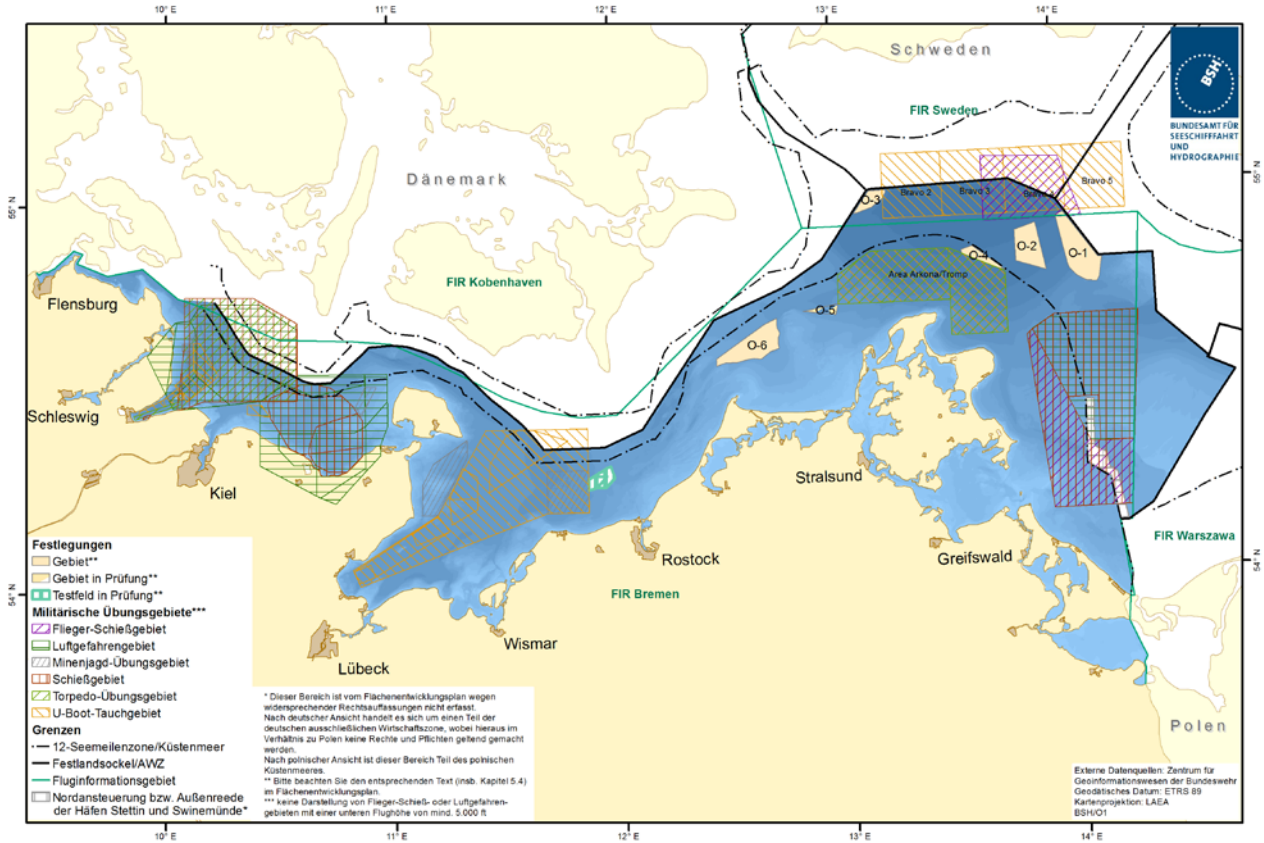 10° E
11° E
12° E
13° E
14° E
Schweden
BSH
BUNDESAMT FÜR
SEESCHIFFFAHRT
UND
HYDROGRAPHIE
FIR Sweden
55° N
55° N
Dänemark
Bravo 2
Bravo 3
Bravo 4
Bravo 5
O-3
O-2
O-1
O-4
Area Arkona/Tromp
FIR Kobenhaven
Flensburg
O-5
O-6
Schleswig
Kiel
Stralsund
Rostock
Greifswald
FIR Warszawa
54° N
54° N
FIR Bremen
Wismar
Lübeck
Polen
Festlegungen
Gebiet**
Gebiet in Prüfung**
Testfeld in Prüfung**
Militärische Übungsgebiete***
Flieger-Schießgebiet
Luftgefahrengebiet
Minenjagd-Übungsgebiet
Schießgebiet
Torpedo-Übungsgebiet
U-Boot-Tauchgebiet
Grenzen
12-Seemeilenzone/Küstenmeer
Festlandsockel/AWZ
Fluginformationsgebiet
Nordansteuerung bzw. Außenreede
der Häfen Stettin und Swinemünde*
* Dieser Bereich ist vom Flächenentwicklungsplan wegen
widersprechender Rechtsauffassungen nicht erfasst.
Nach deutscher Ansicht handelt es sich um einen Teil der
deutschen ausschließlichen Wirtschaftszone, wobei hieraus im
Verhältnis zu Polen keine Rechte und Pflichten geltend gemacht
werden.
Nach polnischer Ansicht ist dieser Bereich Teil des polnischen
Küstenmeeres.
** Bitte beachten Sie den entsprechenden Text (insb. Kapitel 5.4)
im Flächenentwicklungsplan.
*** keine Darstellung von Flieger-Schieß- oder Luftgefahren-
gebieten mit einer unteren Flughöhe von mind. 5.000 ft
Externe Datenquellen: Zentrum für
Geoinformationswesen der Bundeswehr
Geodätisches Datum: ETRS 89
Kartenprojektion: LAEA
BSH/O1
10° E
11° E
12° E
13° E
14° E